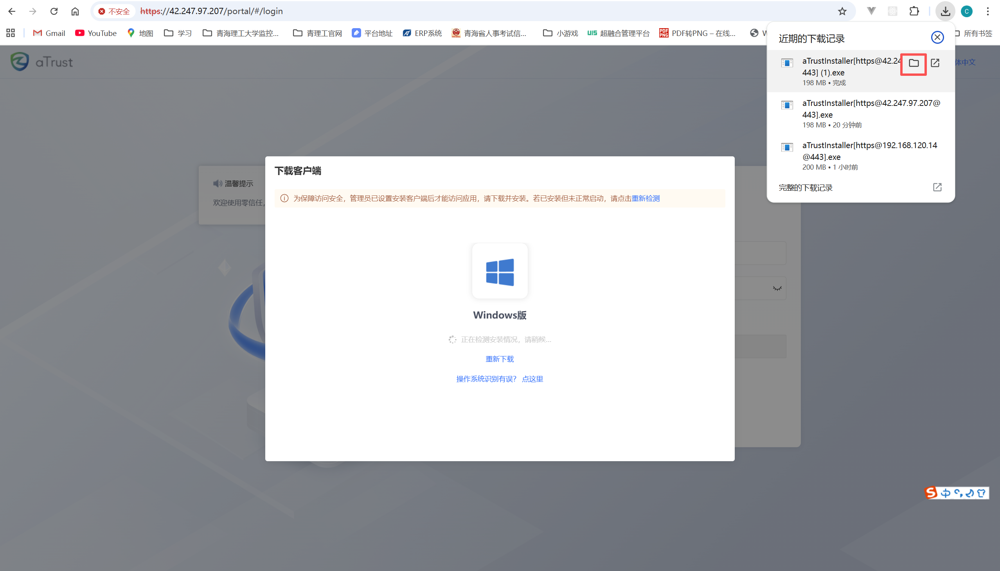 不安全 https://42.247.97.207/portal/#/login
C
Gmail YouTube 地图 学习 青海理工大学监控... 青理工官网 平台地址 ERP系统 青海省人事考试信... 小游戏 UIS 超融合管理平台 PDF PNG PDF转PNG – 在线... 所有书签
aTrust
体中文
近期的下载记录
aTrustInstaller[https@42.24
443] (1).exe
198 MB • 完成
aTrustInstaller[https@42.247.97.207@
443].exe
198 MB • 20 分钟前
aTrustInstaller[https@192.168.120.14
@443].exe
200 MB • 1 小时前
完整的下载记录
温馨提示
欢迎使用零信任,
下载客户端
为保障访问安全，管理员已设置安装客户端后才能访问应用，请下载并安装。若已安装但未正常启动，请点击重新检测
Windows版
正在检测安装情况，请稍候...
重新下载
操作系统识别有误？ 点这里
S 中